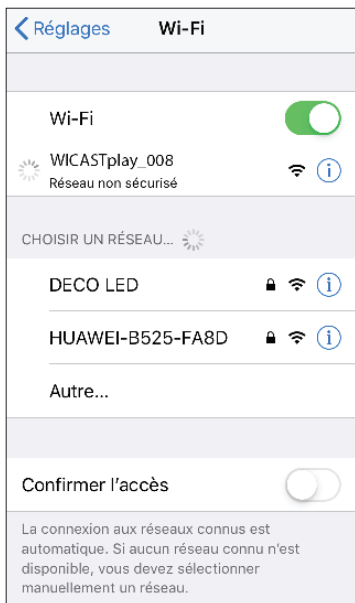 Réglages Wi-Fi
Wi-Fi
WICASTplay_008
Réseau non sécurisé
CHOISIR UN RÉSEAU...
DECO LED
HUAWEI-B525-FA8D
Autre...
Confirmer l'accès
La connexion aux réseaux connus est
automatique. Si aucun réseau connu n'est
disponible, vous devez sélectionner
manuellement un réseau.